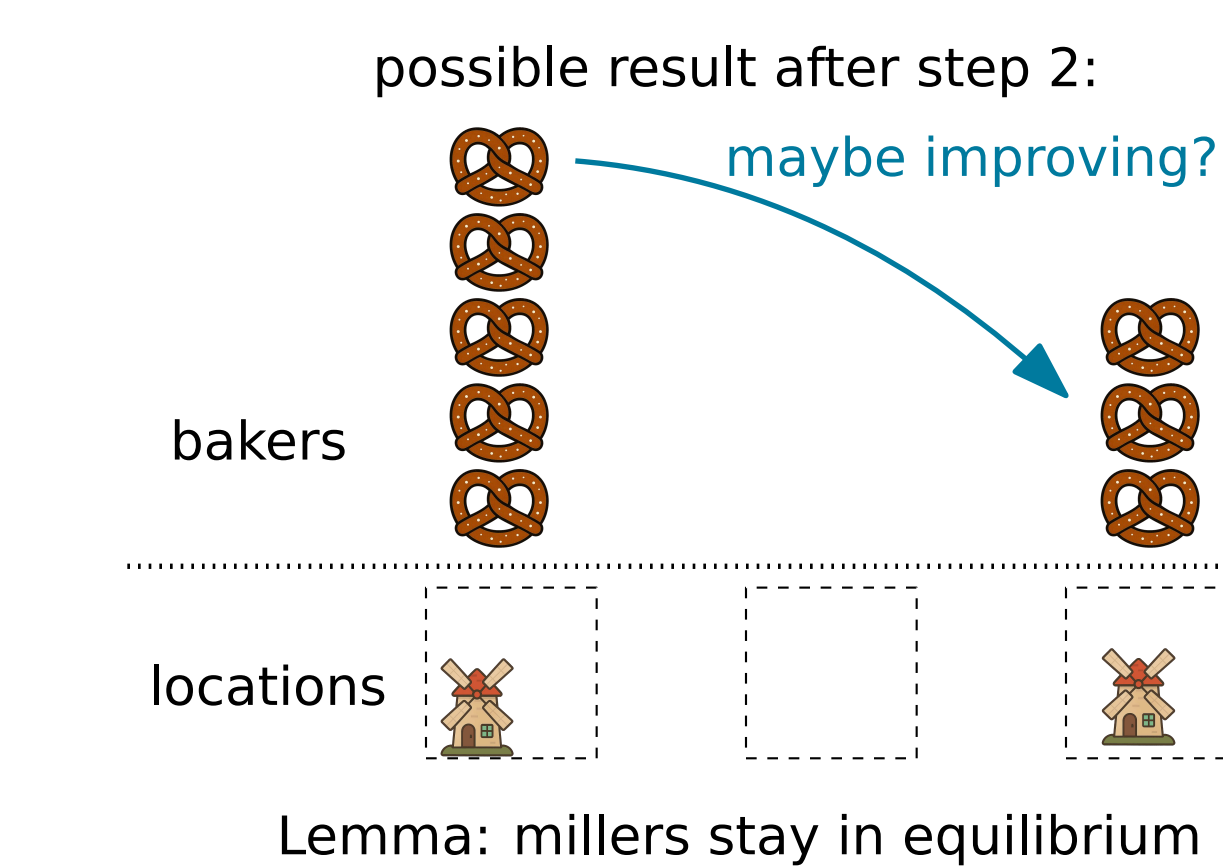 possible result after step 2:
maybe improving?
bakers
locations
Lemma: millers stay in equilibrium